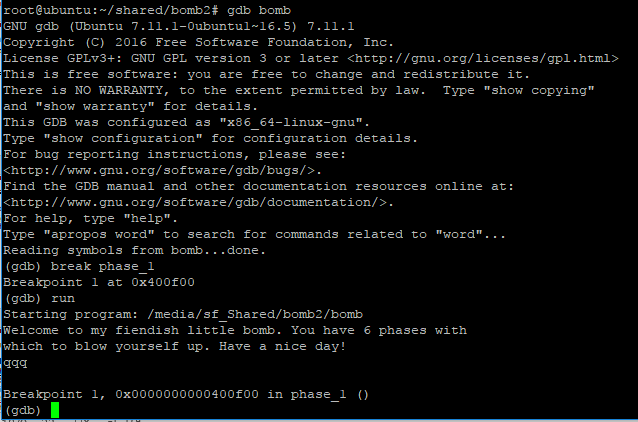 root@ubuntu:~/shared/bomb2# gdb bomb
GNU gdb (Ubuntu 7.11.1-0ubuntu1~16.5) 7.11.1
Copyright (C) 2016 Free Software Foundation, Inc.
License GPLv3+: GNU GPL version 3 or later <http://gnu.org/licenses/gpl.html>
This is free software: you are free to change and redistribute it.
There is NO WARRANTY, to the extent permitted by law.  Type "show copying"
and "show warranty" for details.
This GDB was configured as "x86_64-linux-gnu".
Type "show configuration" for configuration details.
For bug reporting instructions, please see:
<http://www.gnu.org/software/gdb/bugs/>.
Find the GDB manual and other documentation resources online at:
<http://www.gnu.org/software/gdb/documentation/>.
For help, type "help".
Type "apropos word" to search for commands related to "word"...
Reading symbols from bomb...done.
(gdb) break phase_1
Breakpoint 1 at 0x400f00
(gdb) run
Starting program: /media/sf_Shared/bomb2/bomb
Welcome to my fiendish little bomb. You have 6 phases with
which to blow yourself up. Have a nice day!
qqq
Breakpoint 1, 0x0000000000400f00 in phase_1 ()
(gdb)